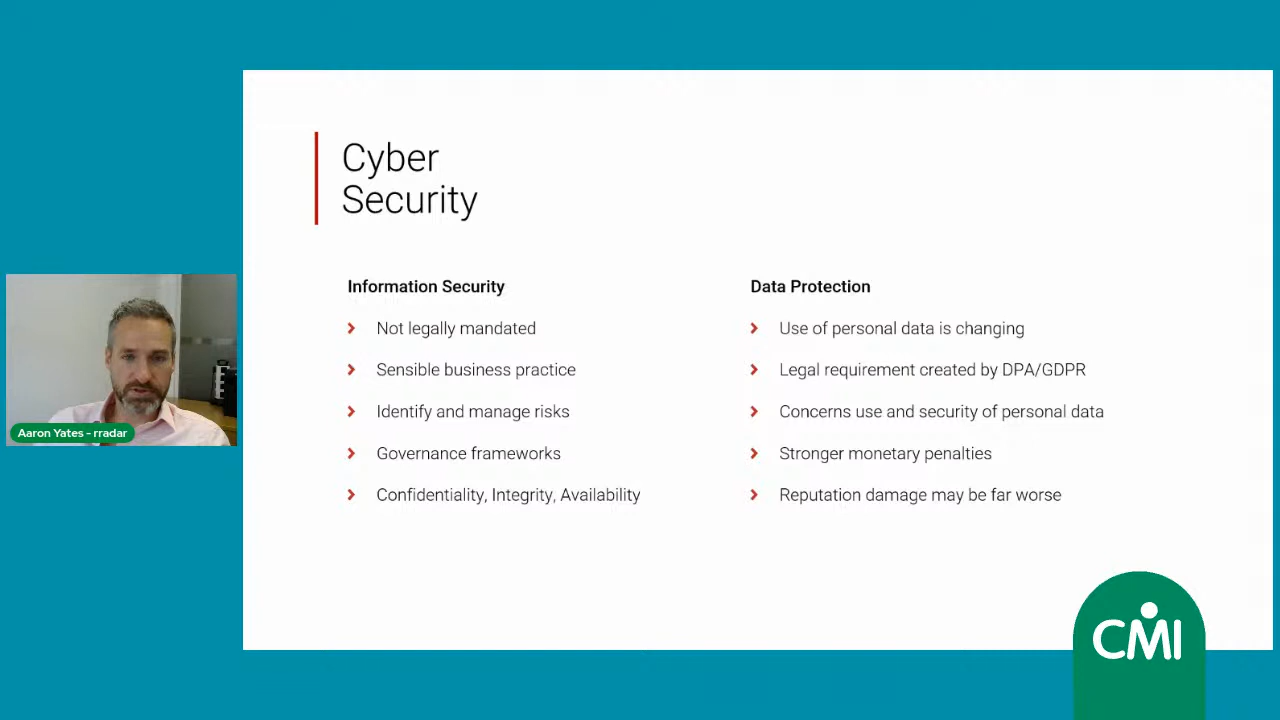 Cyber
Security
Information Security
Not legally mandated
Sensible business practice
Identify and manage risks
Governance frameworks
Confidentiality, Integrity, Availability
Data Protection
Use of personal data is changing
Legal requirement created by DPA/GDPR
Concerns use and security of personal data
Stronger monetary penalties
Reputation damage may be far worse
Aaron Yates - rradar
CMI